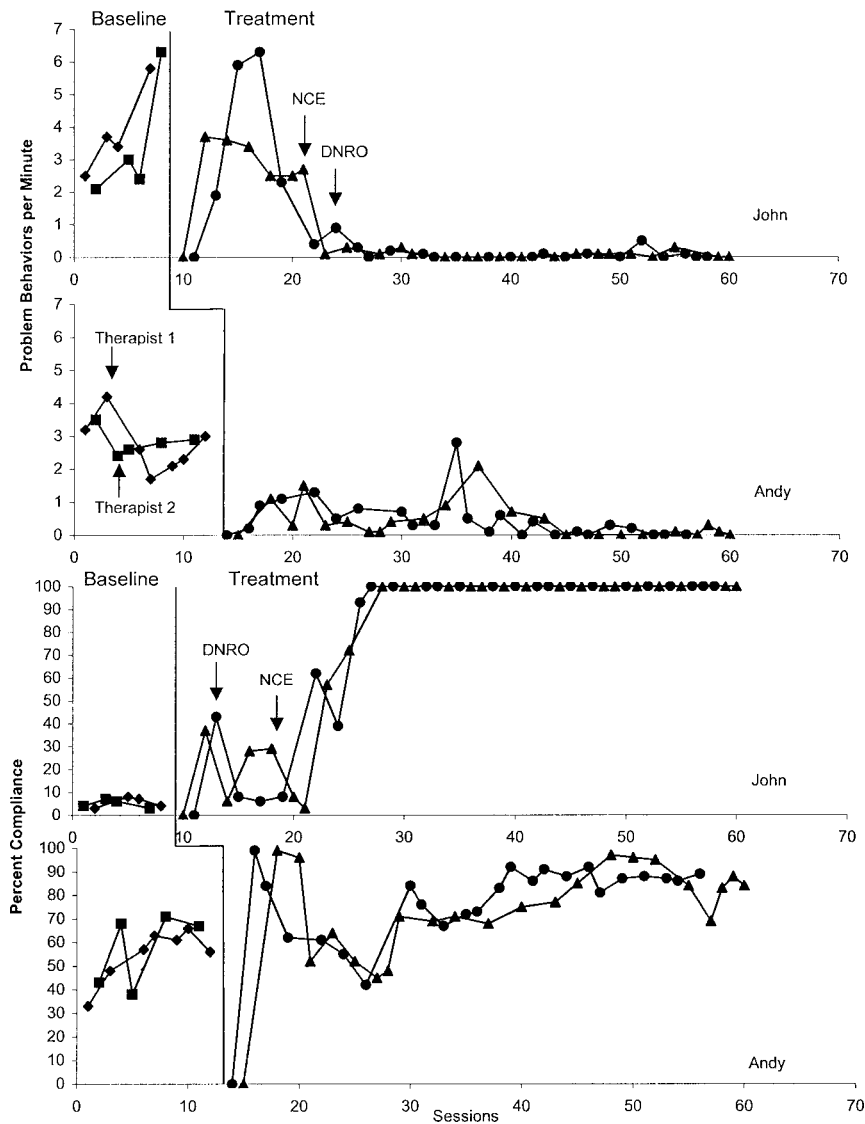 Baseline Treatment
7
6
5
4
3
2
1
0
NCE
DNRO
John
0 10 20 30 40 50 60 70
Problem Behaviors per Minute
7
6
5
4
3
2
1
0
Therapist 1
Therapist 2
Andy
0 10 20 30 40 50 60 70
Baseline Treatment
100
90
80
70
60
50
40
30
20
10
0
DNRO
NCE
John
0 10 20 30 40 50 60 70
Percent Compliance
100
90
80
70
60
50
40
30
20
10
0
Andy
0 10 20 30 40 50 60 70
Sessions